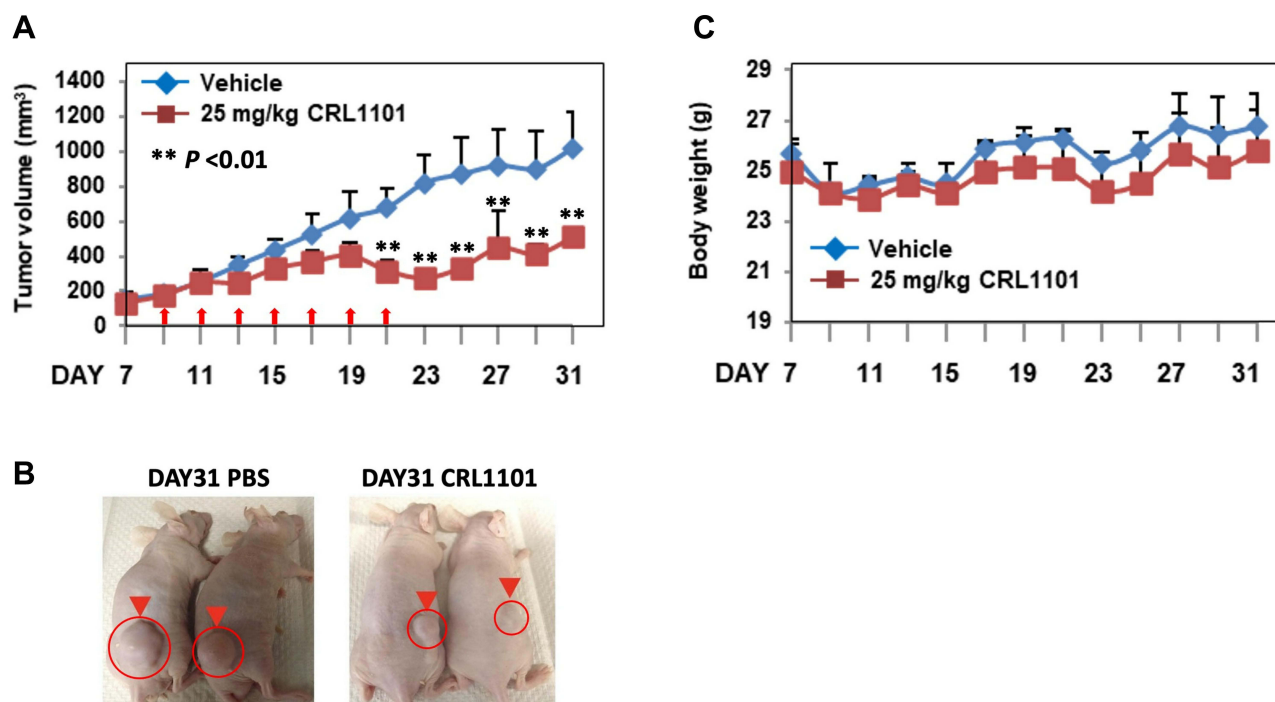 A
Tumor volume (mm³)
1400
1200
1000
800
600
400
200
0
Vehicle
25 mg/kg CRL1101
** P <0.01
**
**
**
**
**
**
DAY 7 11 15 19 23 27 31
C
Body weight (g)
29
27
25
23
21
19
Vehicle
25 mg/kg CRL1101
DAY 7 11 15 19 23 27 31
B
DAY31 PBS
DAY31 CRL1101